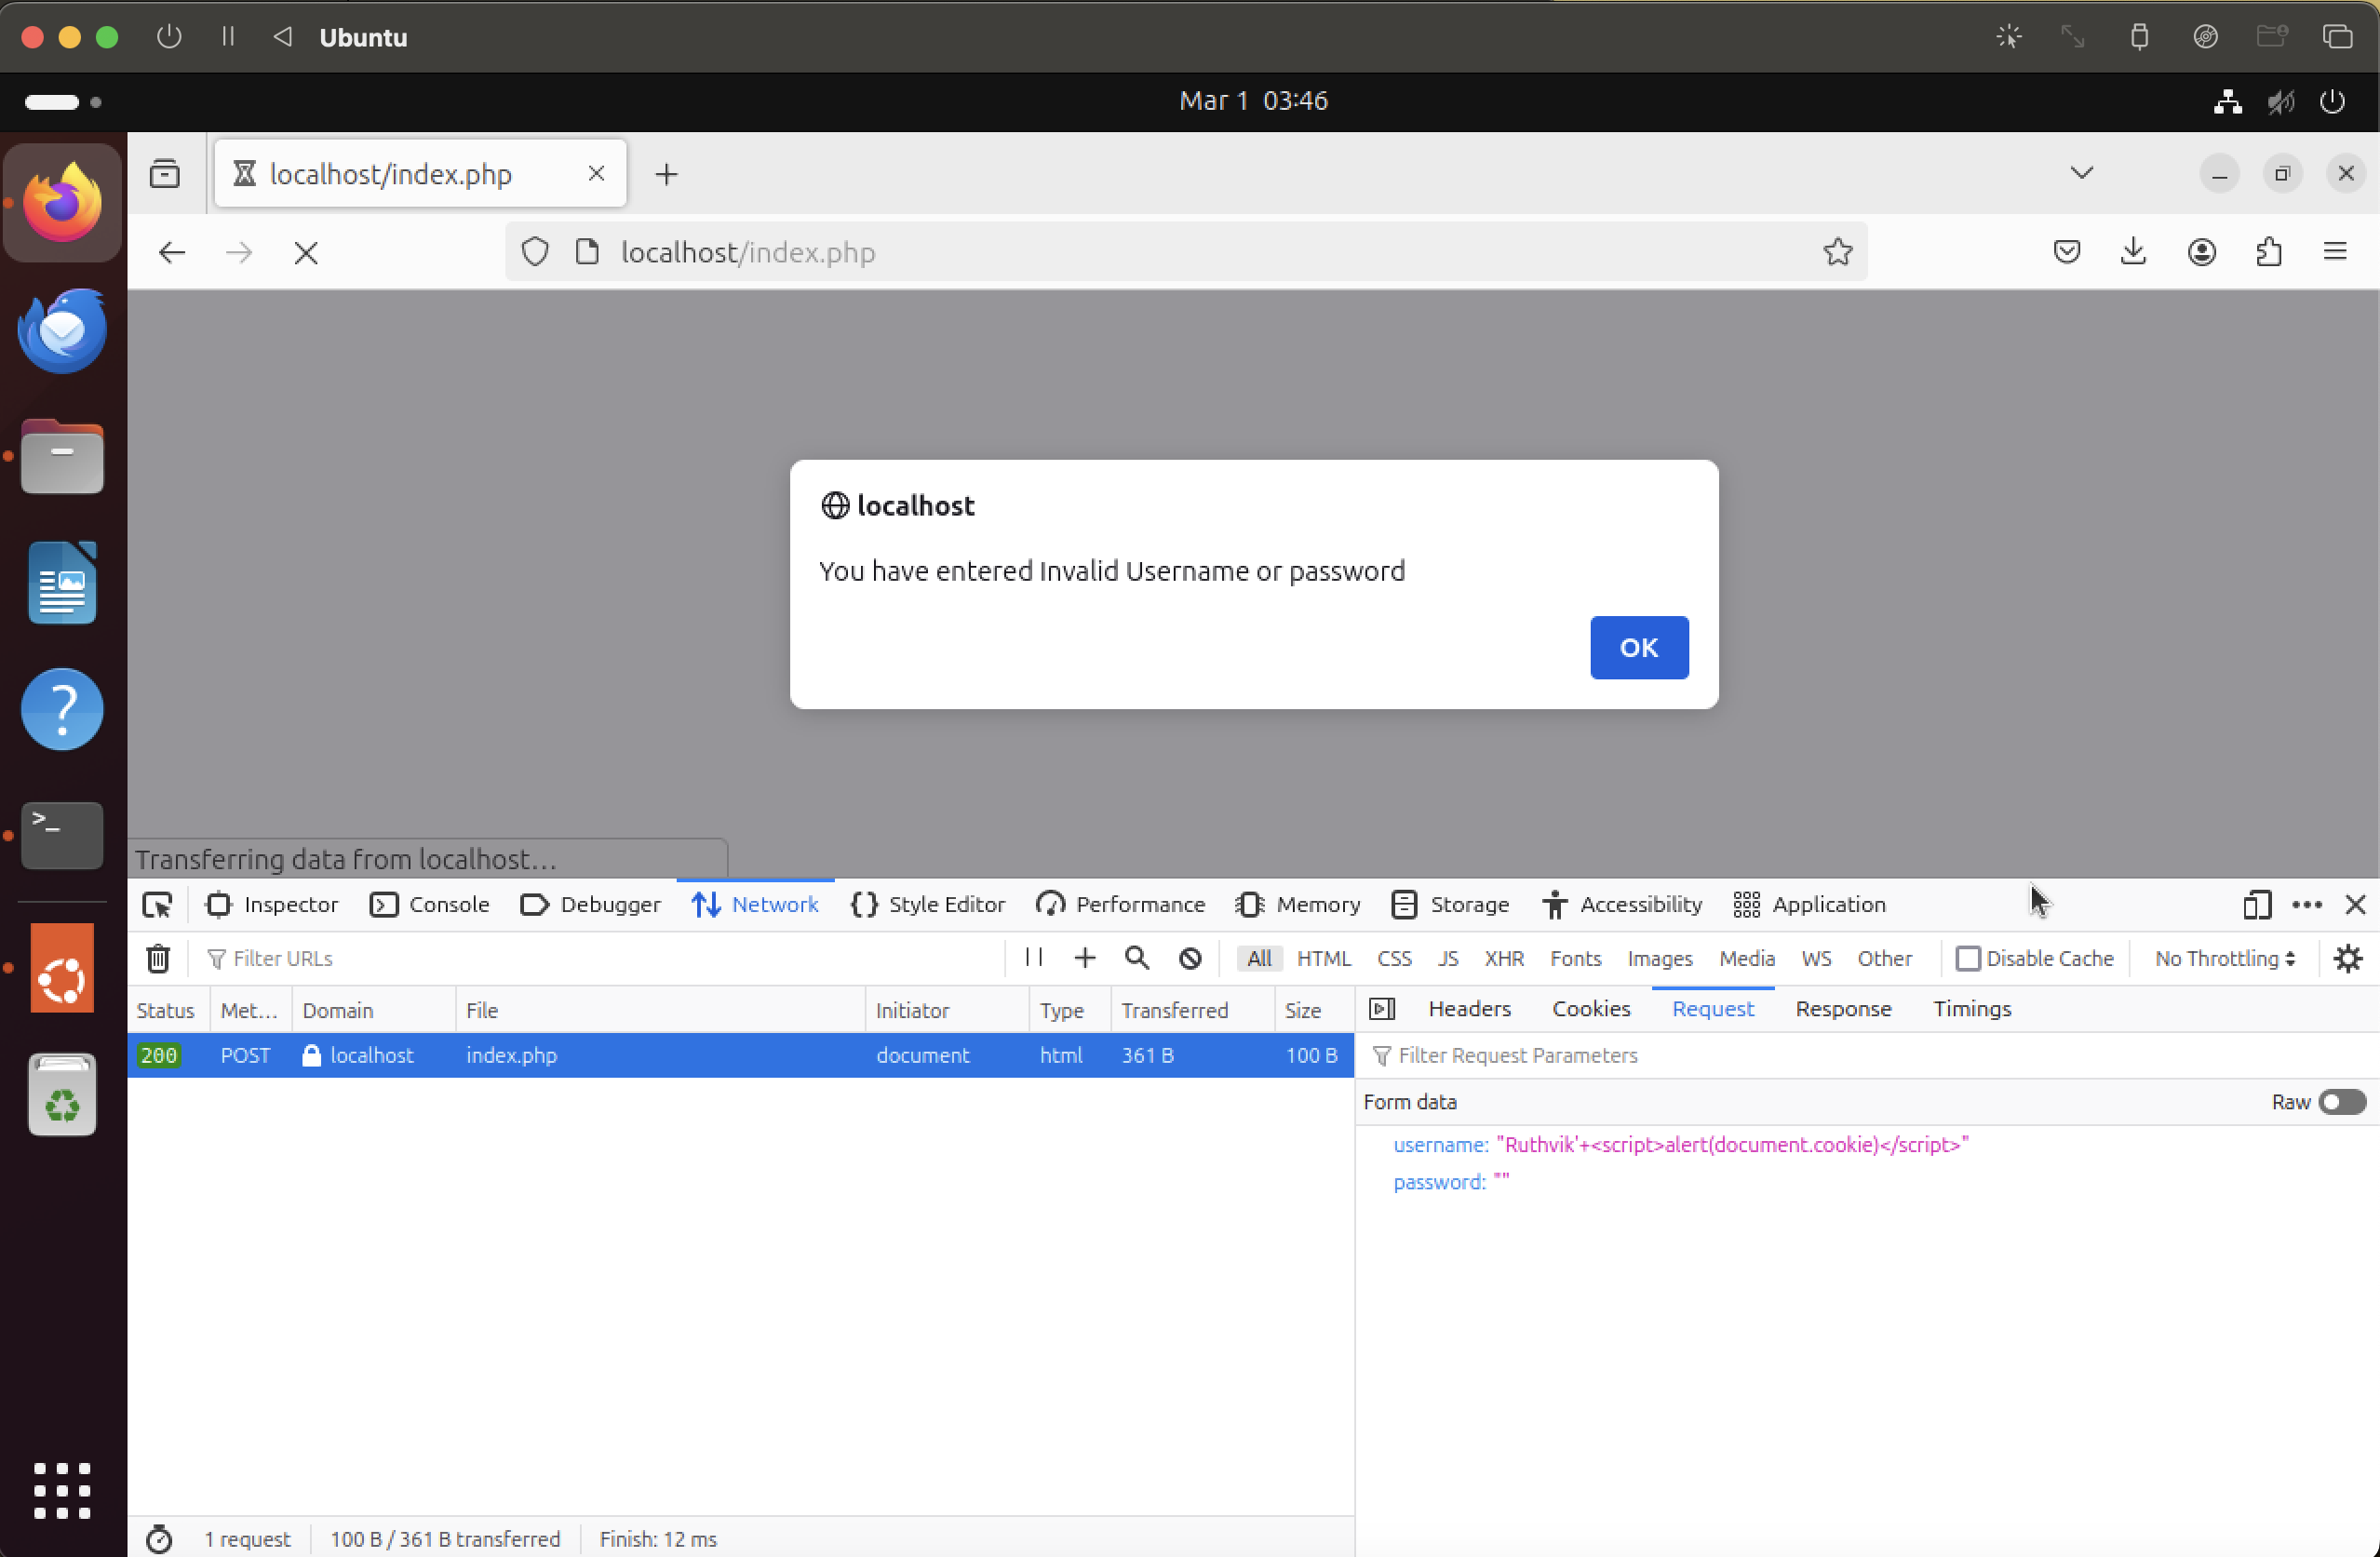 Ubuntu
Mar 1 03:46
localhost/index.php
localhost/index.php
localhost
You have entered Invalid Username or password
OK
Transferring data from localhost…
Inspector Console Debugger Network Style Editor Performance Memory Storage Accessibility Application
Filter URLs All HTML CSS JS XHR Fonts Images Media WS Other Disable Cache No Throttling
Status Met… Domain File Initiator Type Transferred Size
Headers Cookies Request Response Timings
200 POST localhost index.php document html 361 B 100 B
Filter Request Parameters
Form data Raw
username: "Ruthvik'+<script>alert(document.cookie)</script>"
password: ""
1 request 100 B / 361 B transferred Finish: 12 ms